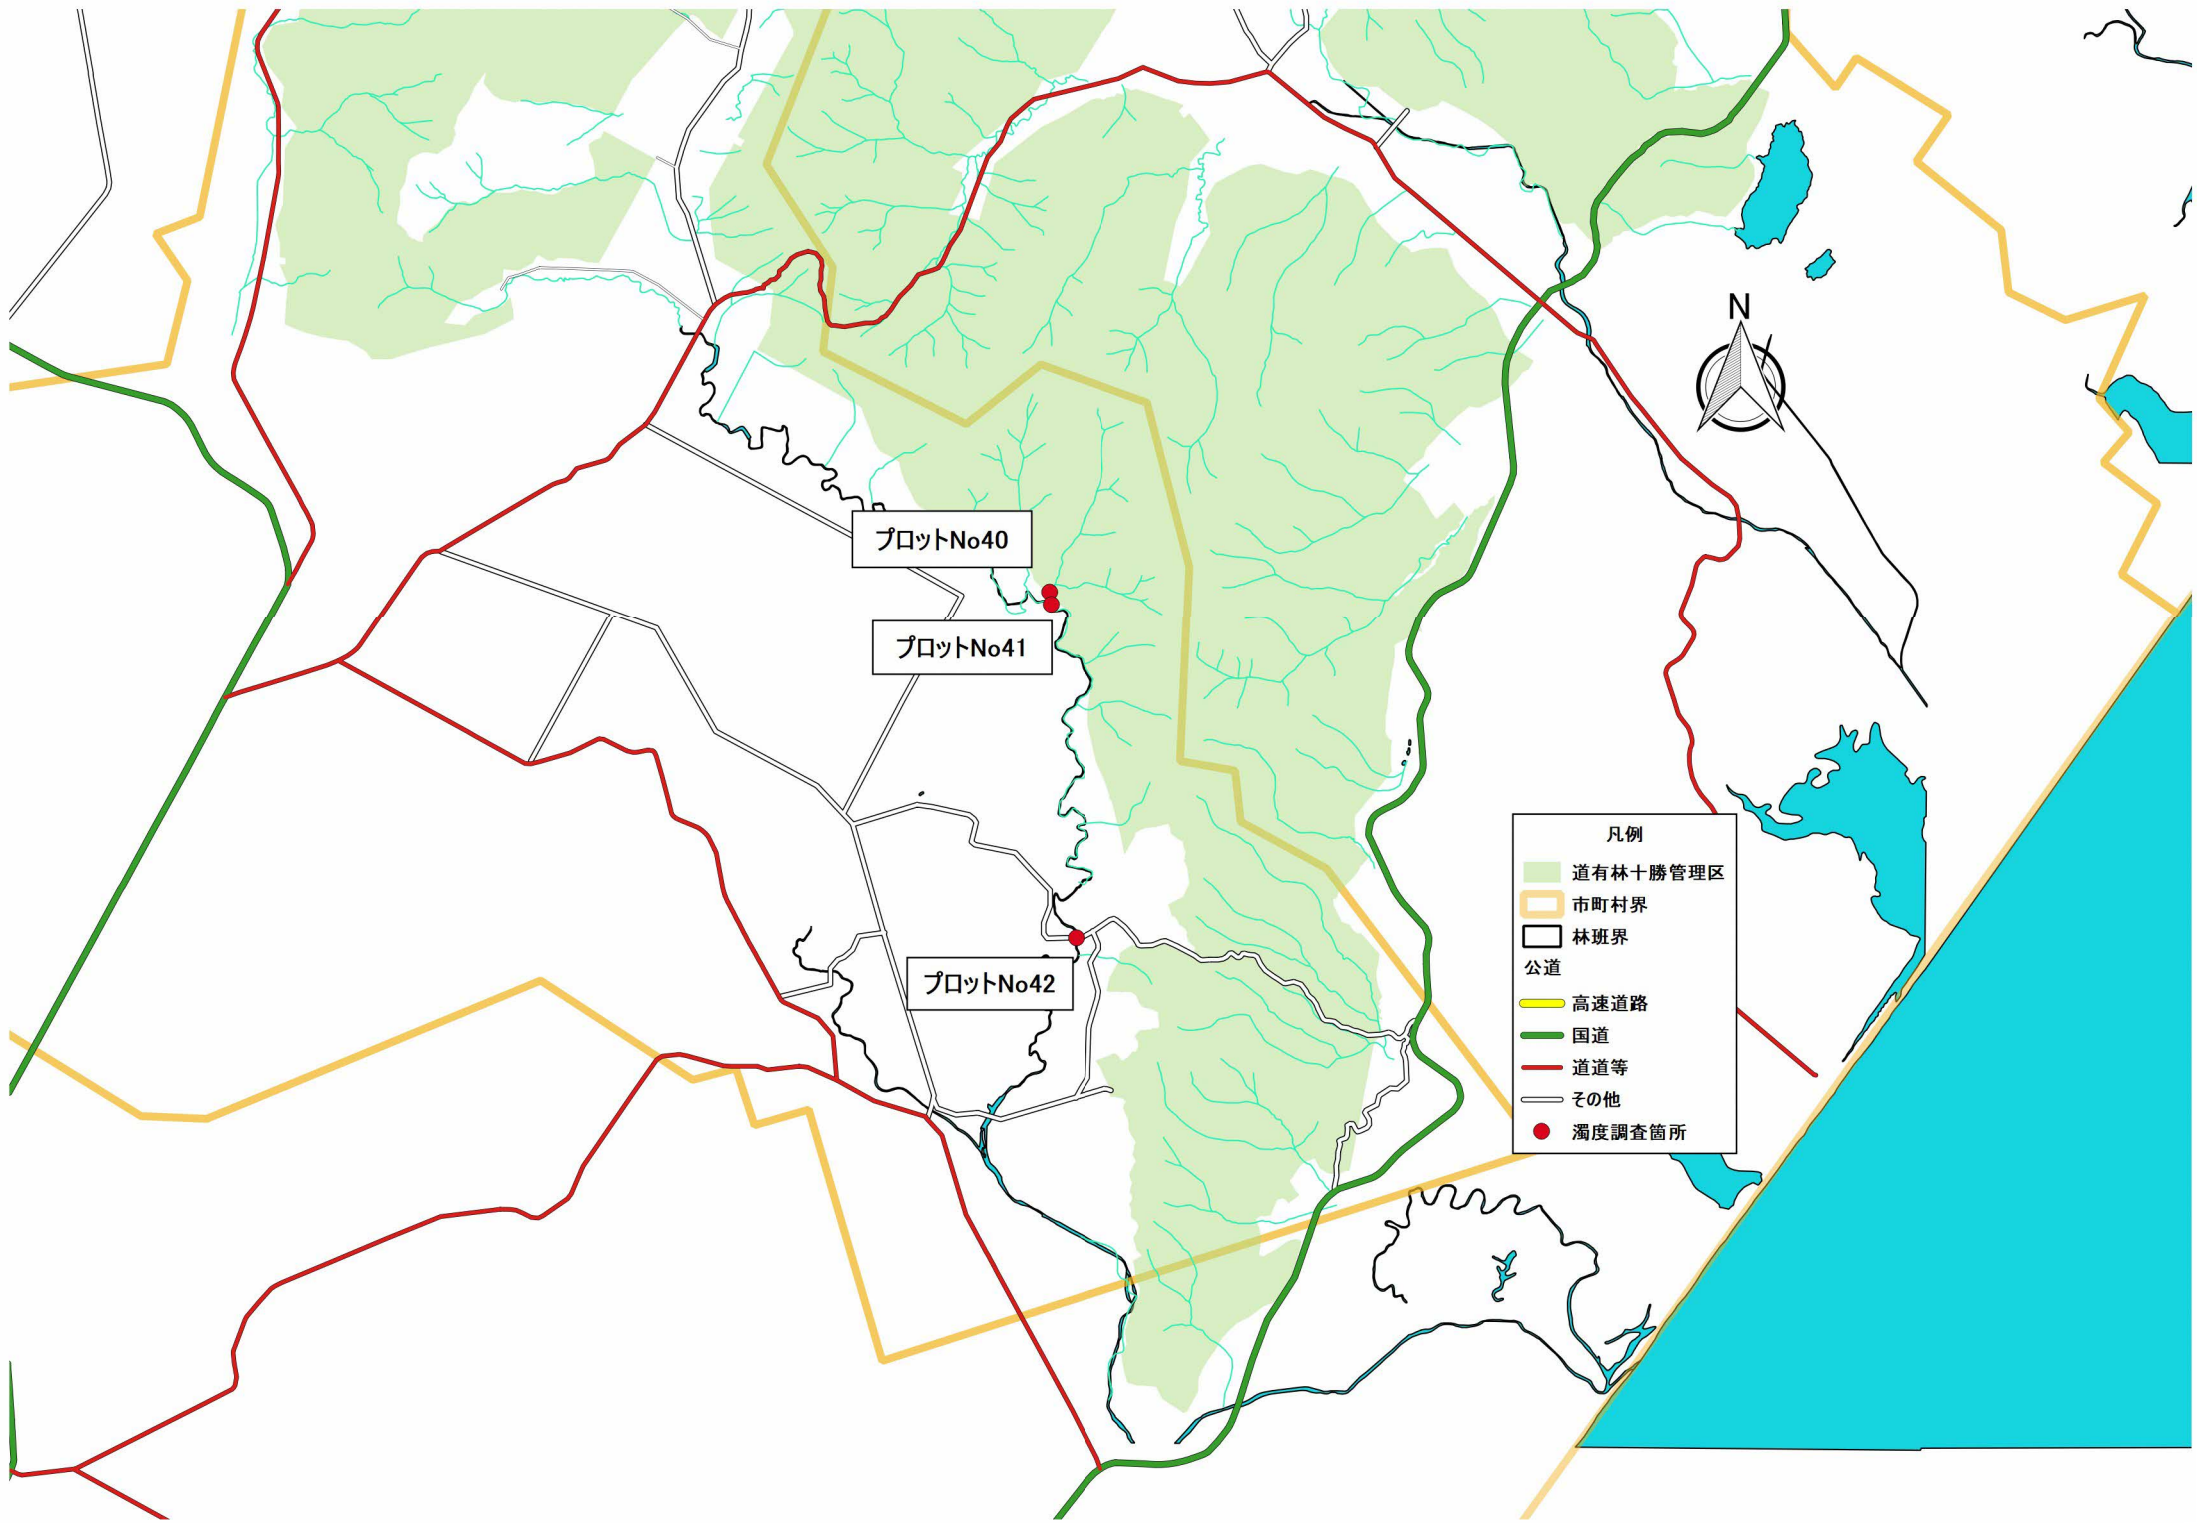 N
プロットNo40
プロットNo41
プロットNo42
凡例
道有林十勝管理区
市町村界
林班界
公道
高速道路
国道
道道等
その他
濁度調査箇所